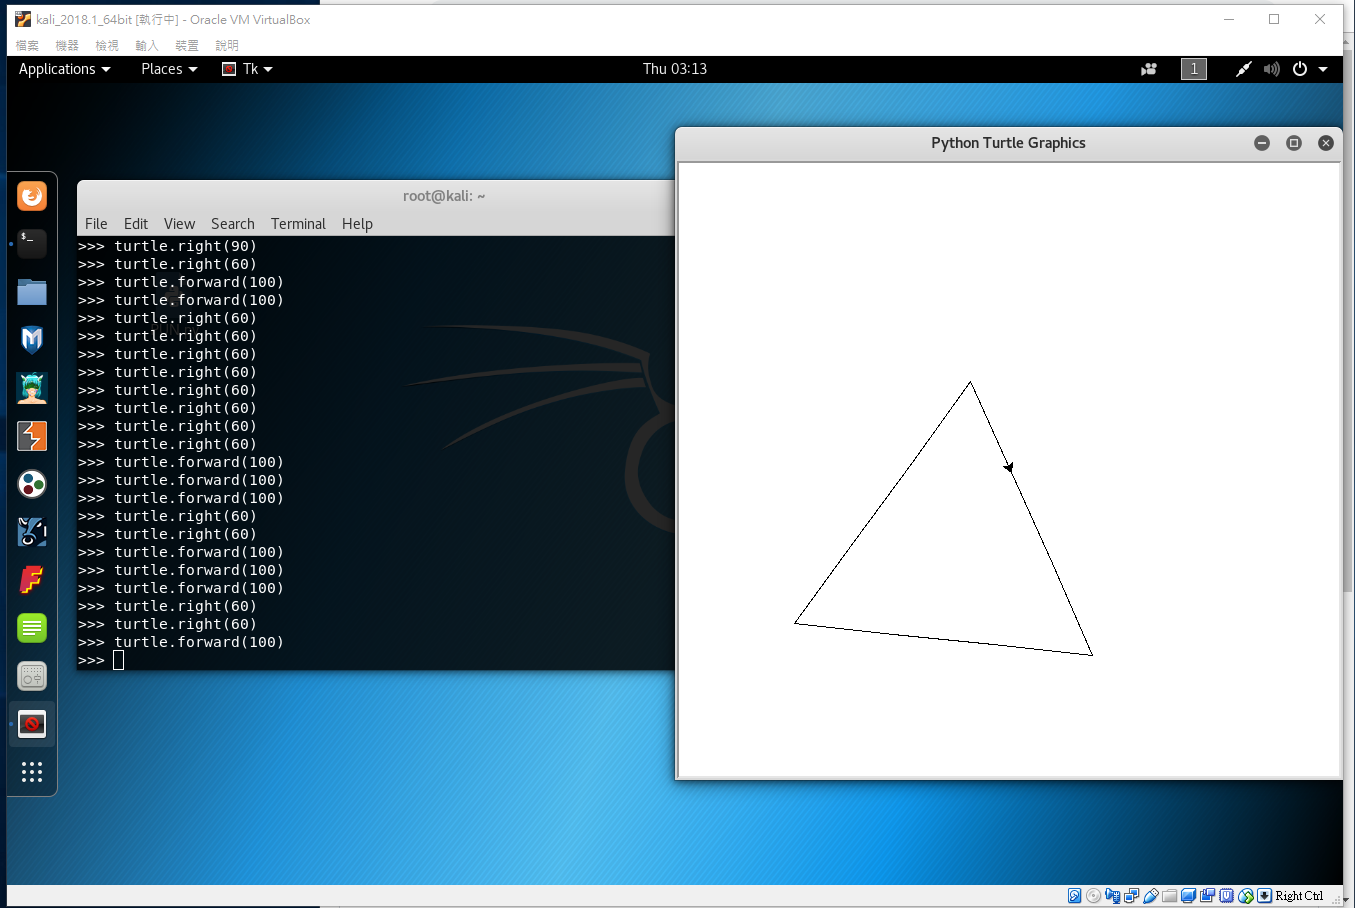 kali_2018.1_64bit [執行中] - Oracle VM VirtualBox
檔案 機器 檢視 輸入 裝置 說明
Applications Places Tk Thu 03:13 1
Python Turtle Graphics
root@kali: ~
File Edit View Search Terminal Help
>>> turtle.right(90)
>>> turtle.right(60)
>>> turtle.forward(100)
>>> turtle.forward(100)
>>> turtle.right(60)
>>> turtle.right(60)
>>> turtle.right(60)
>>> turtle.right(60)
>>> turtle.right(60)
>>> turtle.right(60)
>>> turtle.right(60)
>>> turtle.right(60)
>>> turtle.forward(100)
>>> turtle.forward(100)
>>> turtle.forward(100)
>>> turtle.right(60)
>>> turtle.right(60)
>>> turtle.forward(100)
>>> turtle.forward(100)
>>> turtle.forward(100)
>>> turtle.right(60)
>>> turtle.right(60)
>>> turtle.forward(100)
>>>
Right Ctrl